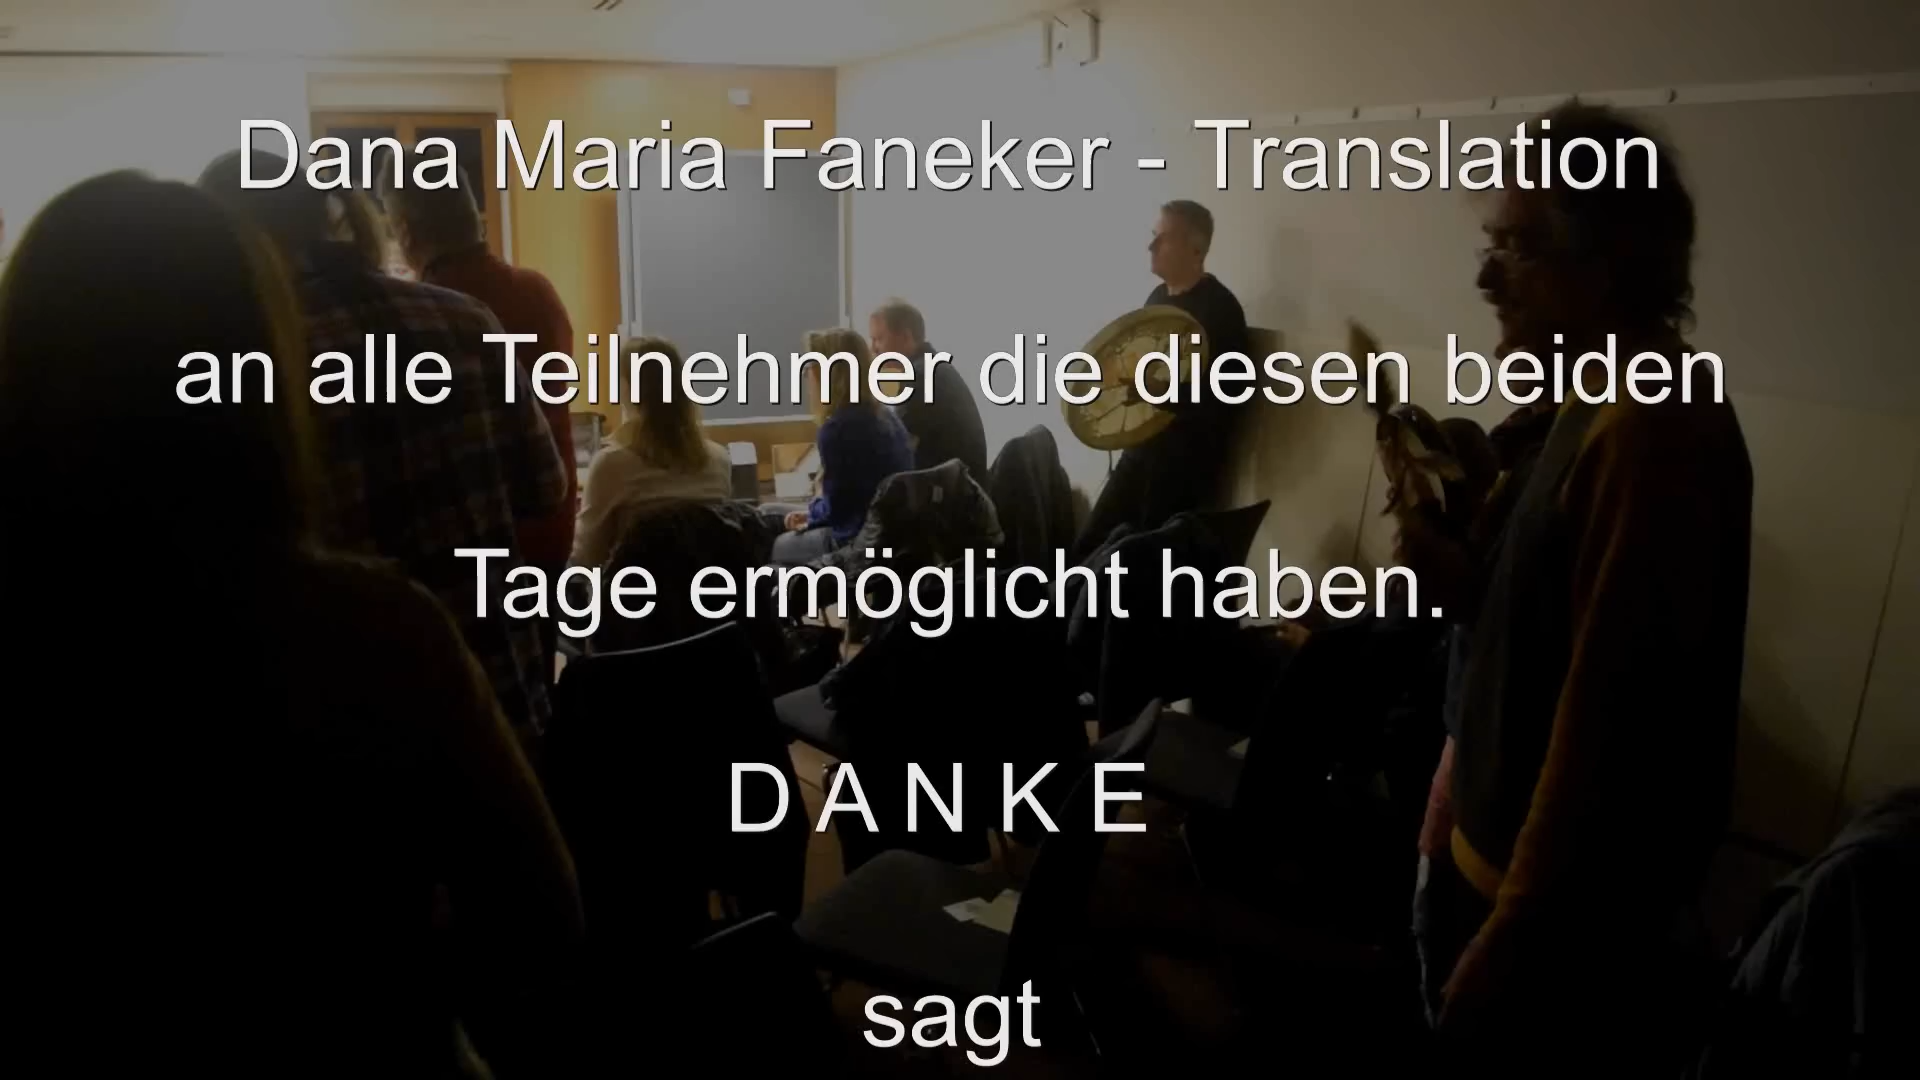 Dana Maria Faneker - Translation
an alle Teilnehmer die diesen beiden
Tage ermöglicht haben.
D A N K E
sagt